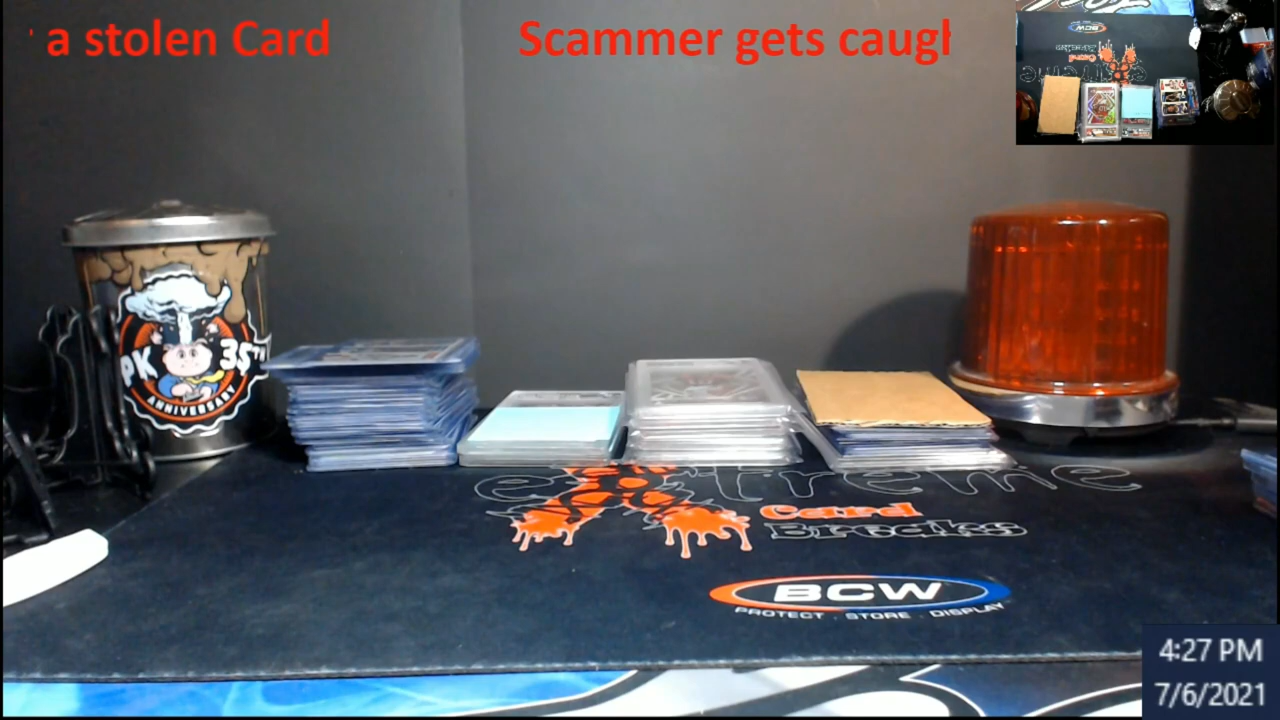 a stolen Card
Scammer gets caugh
PK 35TH
ANNIVERSARY
extreme
Card
Breaks
BCW
PROTECT · STORE · DISPLAY
4:27 PM
7/6/2021